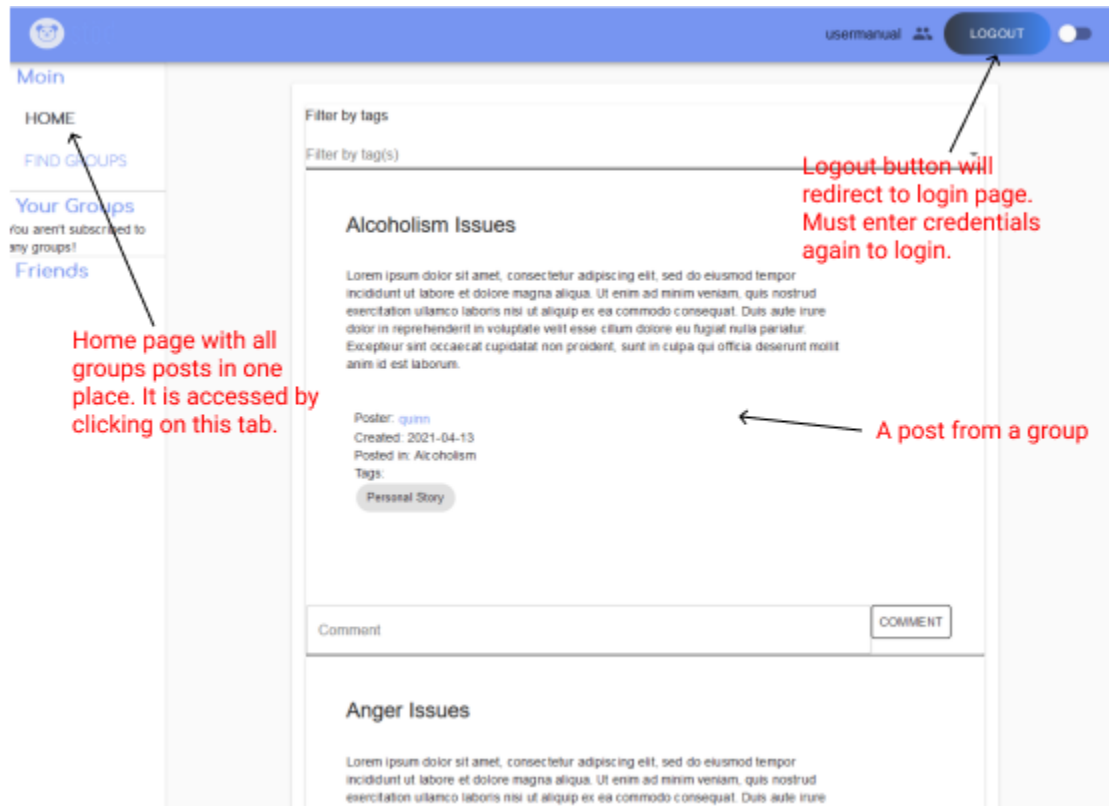 usermanual
LOGOUT
Moin
HOME
FIND GROUPS
Your Groups
You aren't subscribed to
any groups!
Friends
Home page with all
groups posts in one
place. It is accessed by
clicking on this tab.
Filter by tags
Filter by tag(s)
Logout button will
redirect to login page.
Must enter credentials
again to login.
Alcoholism Issues
Lorem ipsum dolor sit amet, consectetur adipiscing elit, sed do eiusmod tempor
incididunt ut labore et dolore magna aliqua. Ut enim ad minim veniam, quis nostrud
exercitation ullamco laboris nisi ut aliquip ex ea commodo consequat. Duis aute irure
dolor in reprehenderit in voluptate velit esse cillum dolore eu fugiat nulla pariatur.
Excepteur sint occaecat cupidatat non proident, sunt in culpa qui officia deserunt mollit
anim id est laborum.
Poster: quinn
Created: 2021-04-13
Posted in: Alcoholism
Tags:
Personal Story
A post from a group
Comment
COMMENT
Anger Issues
Lorem ipsum dolor sit amet, consectetur adipiscing elit, sed do eiusmod tempor
incididunt ut labore et dolore magna aliqua. Ut enim ad minim veniam, quis nostrud
exercitation ullamco laboris nisi ut aliquip ex ea commodo consequat. Duis aute irure